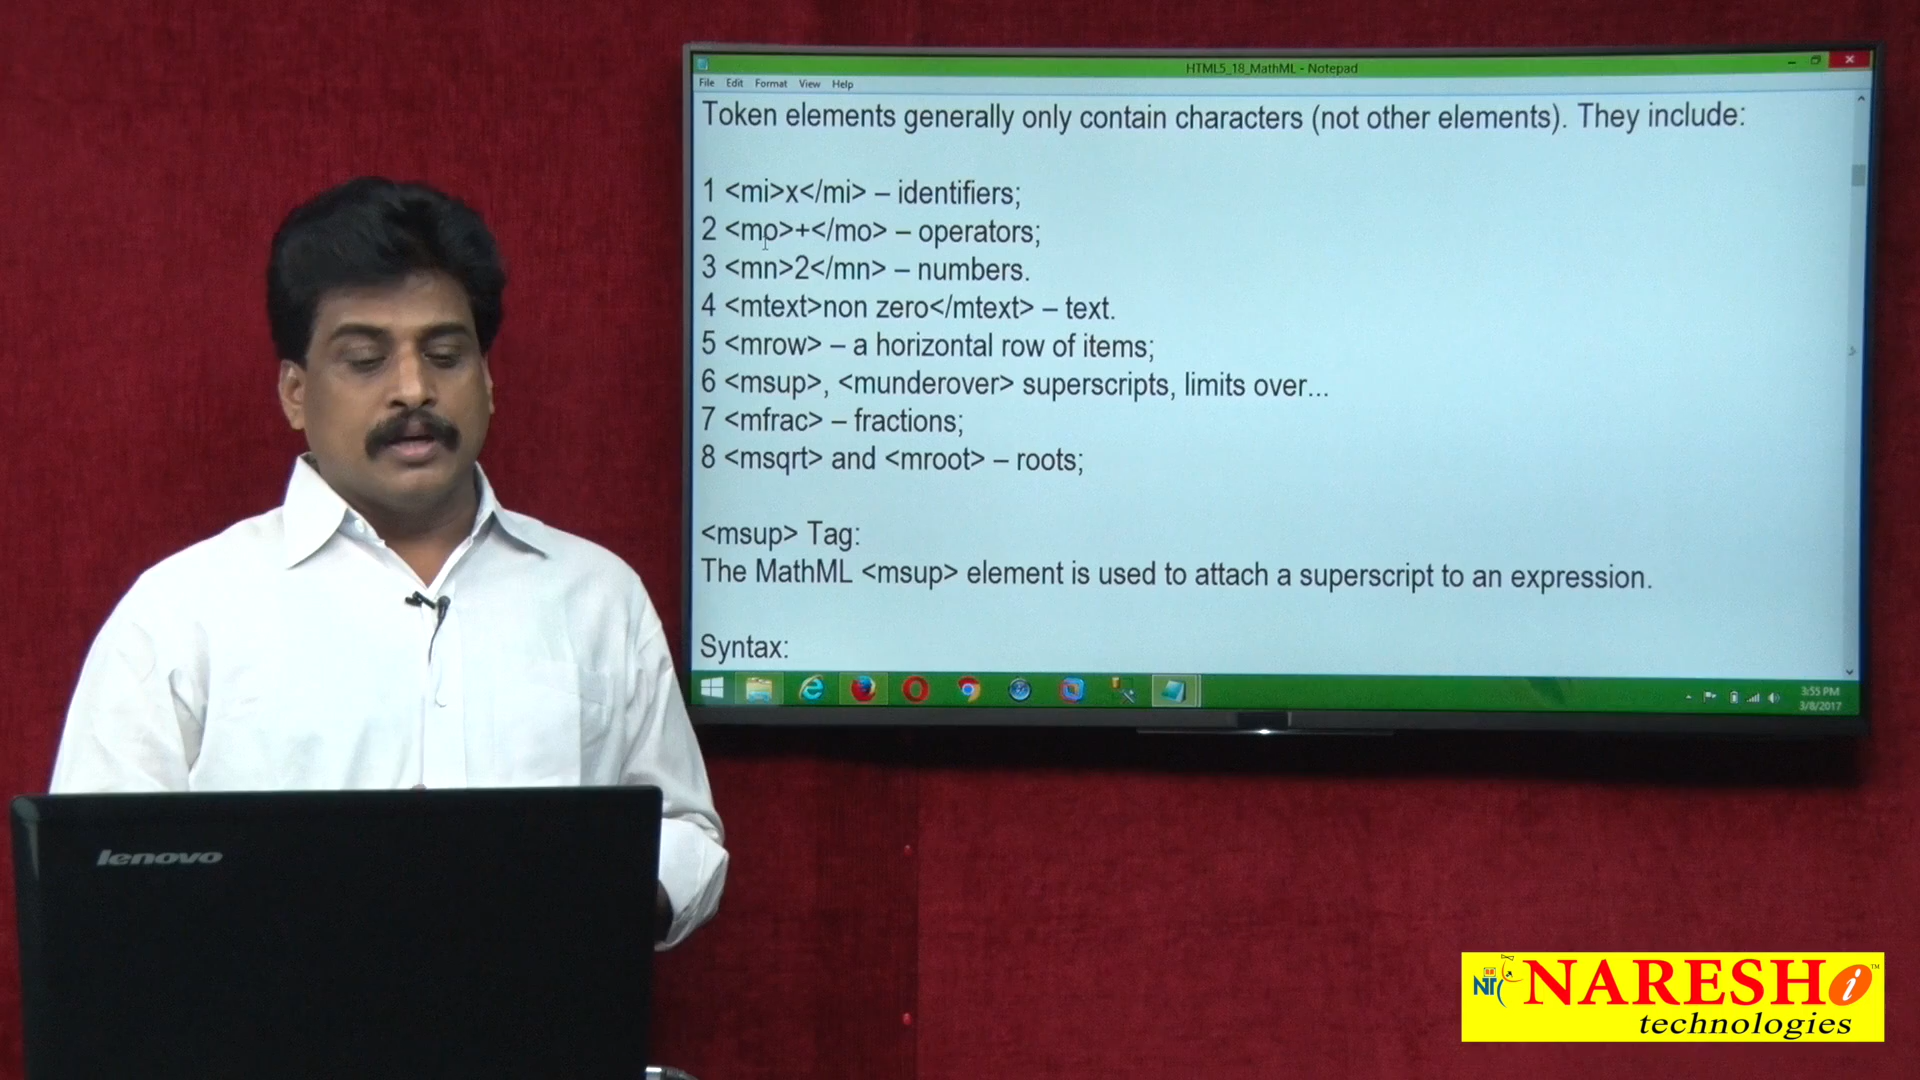 HTML5_18_MathML - Notepad
File Edit Format View Help
Token elements generally only contain characters (not other elements). They include:
1 <mi>x</mi> – identifiers;
2 <mo>+</mo> – operators;
3 <mn>2</mn> – numbers.
4 <mtext>non zero</mtext> – text.
5 <mrow> – a horizontal row of items;
6 <msup>, <munderover> superscripts, limits over...
7 <mfrac> – fractions;
8 <msqrt> and <mroot> – roots;
<msup> Tag:
The MathML <msup> element is used to attach a superscript to an expression.
Syntax:
3:55 PM
3/8/2017
lenovo
NT
NARESH i ™
technologies